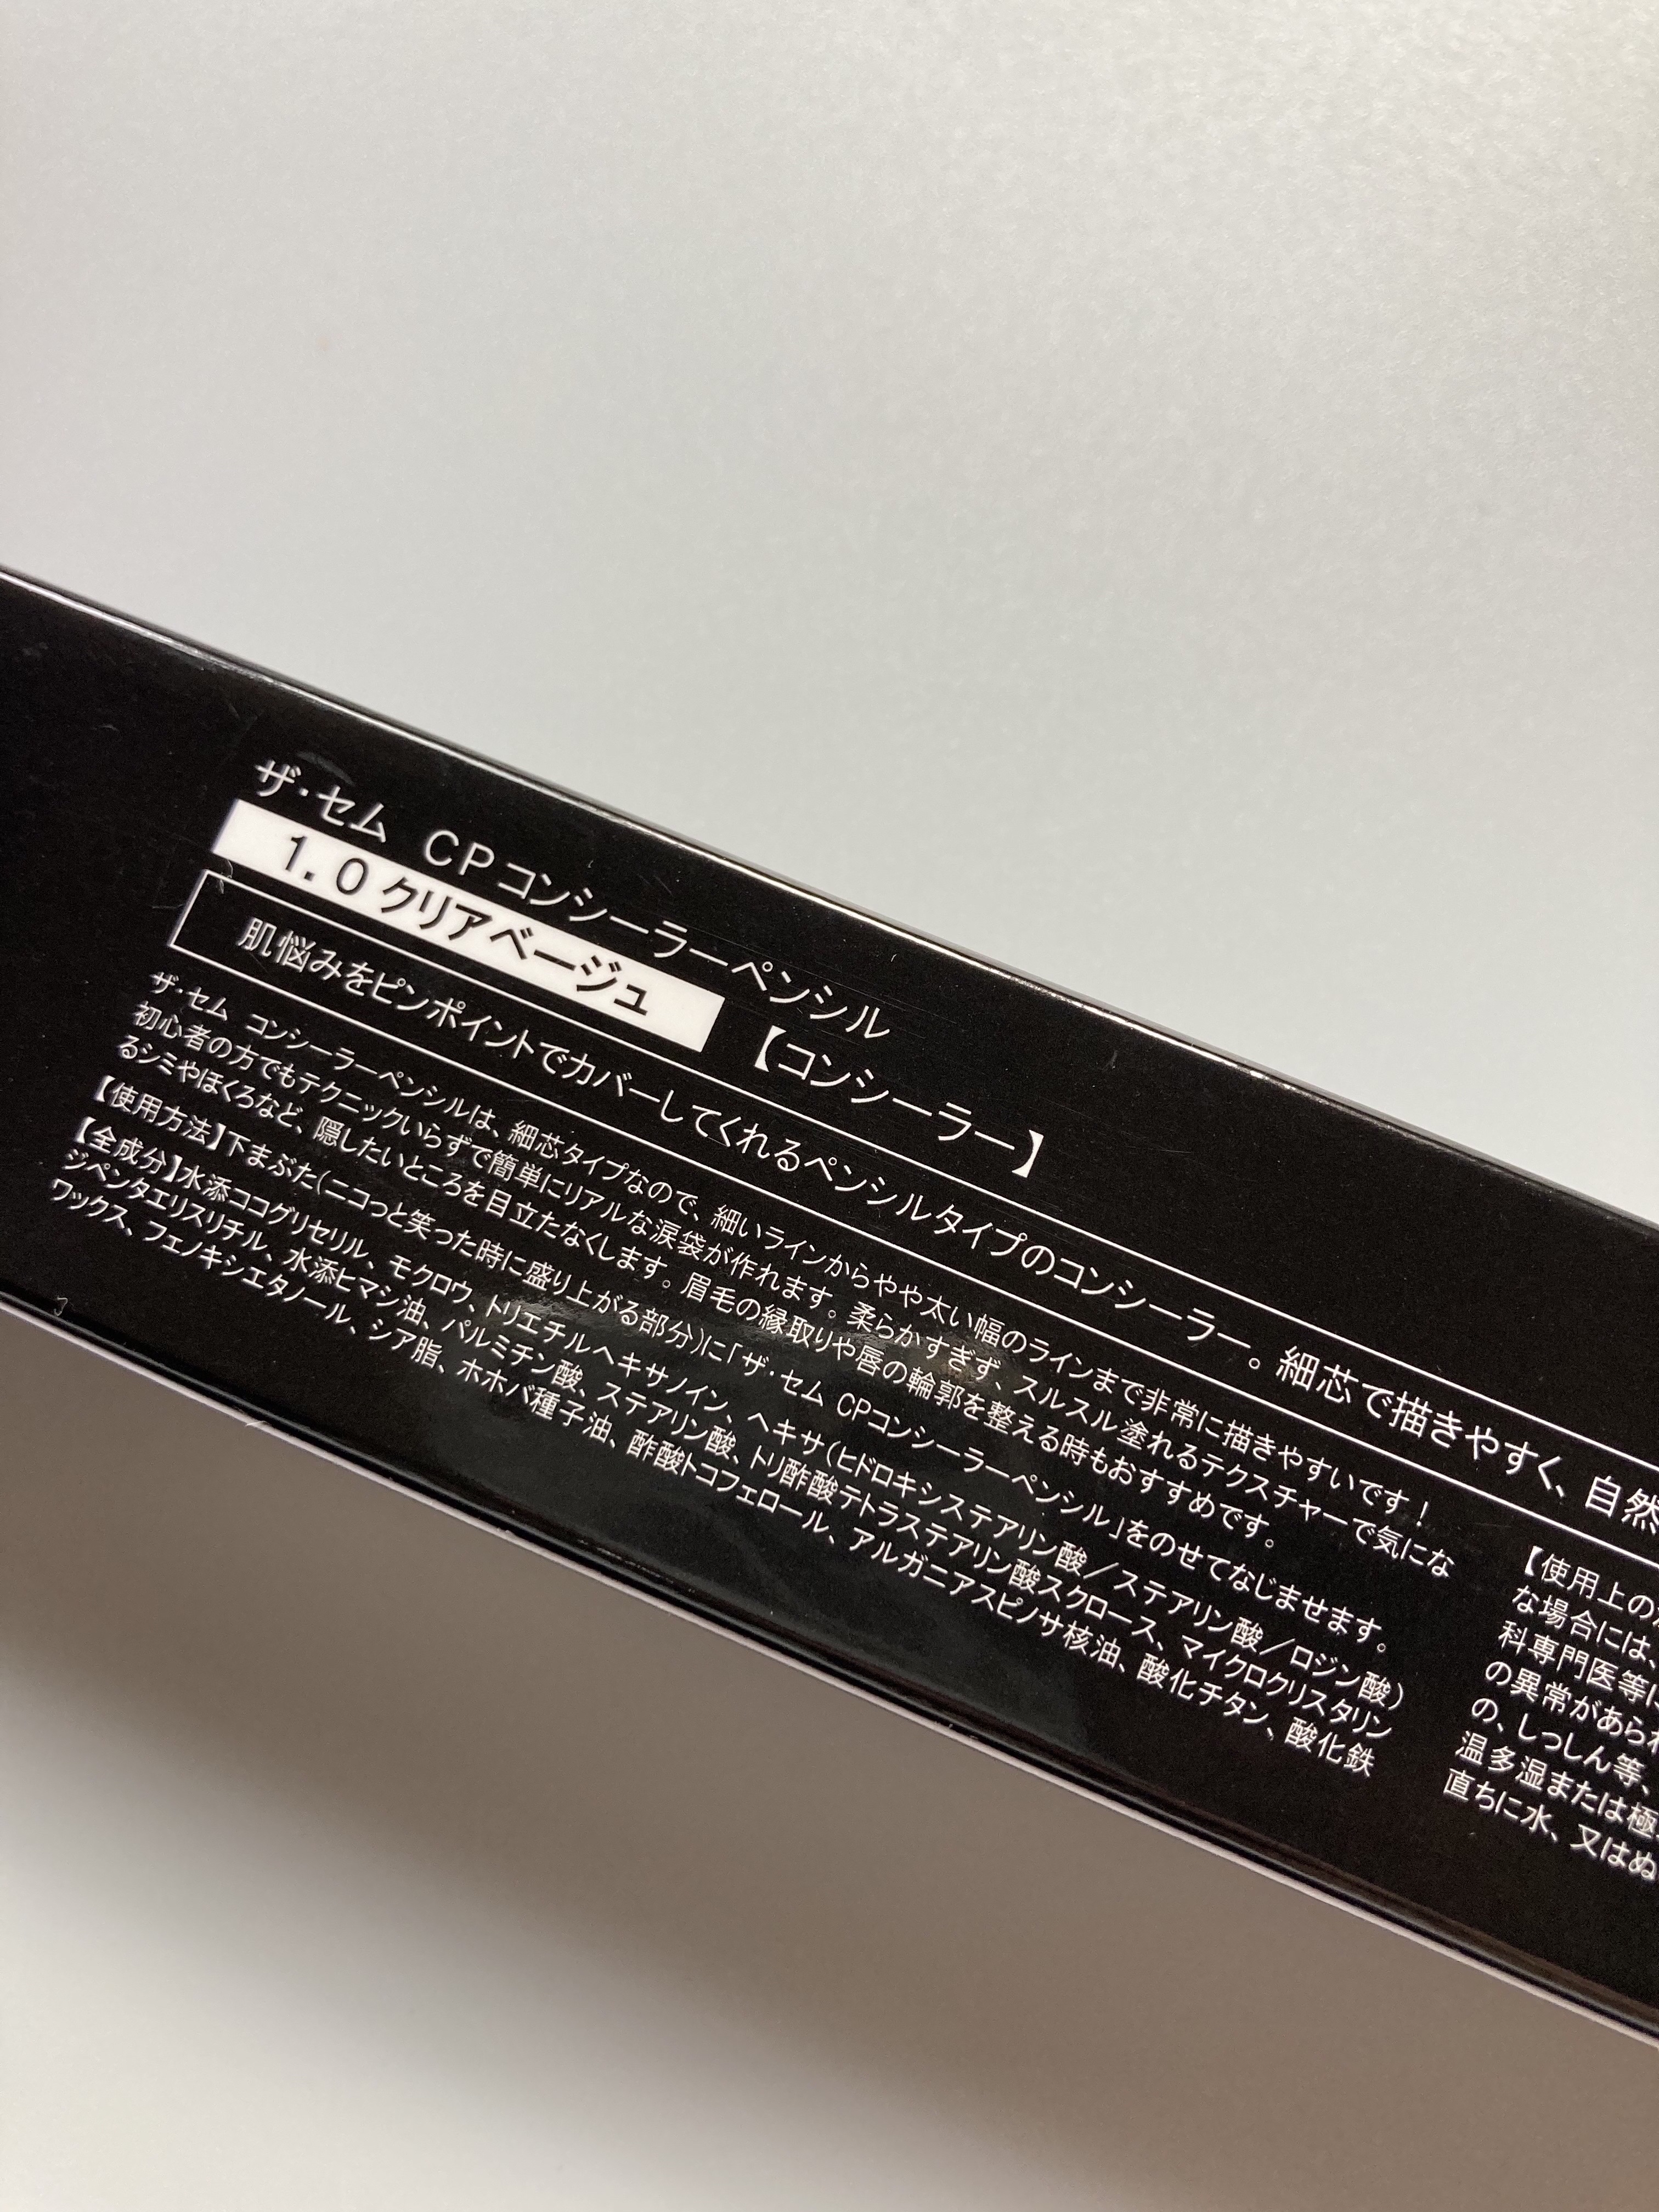 ザ・セム CPコンシーラーペンシル
1.0 クリアベージュ 【コンシーラー】
肌悩みをピンポイントでカバーしてくれるペンシルタイプのコンシーラー。細芯で描きやすく、自然
ザ・セム コンシーラーペンシルは、細芯タイプなので、細いラインからやや太い幅のラインまで非常に描きやすいです！
初心者の方でもテクニックいらずで簡単にリアルな涙袋が作れます。柔らかすぎず、スルスル塗れるテクスチャーで気にな
るシミやほくろなど、隠したいところを目立たなくします。眉毛の縁取りや唇の輪郭を整える時もおすすめです。
【使用方法】下まぶた(ニコっと笑った時に盛り上がる部分)に「ザ・セム CPコンシーラーペンシル」をのせてなじませます。
【全成分】水添ココグリセリル、モクロウ、トリエチルヘキサノイン、ヘキサ(ヒドロキシステアリン酸／ステアリン酸／ロジン酸)
ジペンタエリスリチル、水添ヒマシ油、パルミチン酸、ステアリン酸、トリ酢酸テトラステアリン酸スクロース、マイクロクリスタリン
ワックス、フェノキシエタノール、シア脂、ホホバ種子油、酢酸トコフェロール、アルガニアスピノサ核油、酸化チタン、酸化鉄
【使用上の
な場合には、
科専門医等に
の異常があられ
の、しっしん等、
温多湿または極
直ちに水、又はぬ